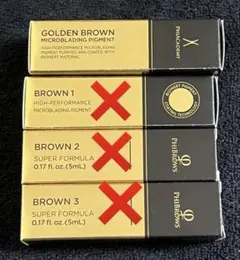 GOLDEN BROWN
MICROBLADING PIGMENT
HIGH-PERFORMANCE MICROBLADING
PIGMENT PURIFIED AND COATED WITH
BIOINERT MATERIAL
PHIACADEMY
BROWN 1
HIGH-PERFORMANCE
MICROBLADING PIGMENT
BROWN 2
SUPER FORMULA
0.17 fl. oz. (5mL)
PHIBROWS
BROWN 3
SUPER FORMULA
0.17 fl. oz. (5mL)
PHIBROWS